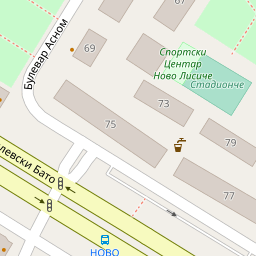 67
Булевар Асном
69
Спортски
Центар
Ново Лисиче
Стадионче
73
75
79
77
левски Бато
НОВО